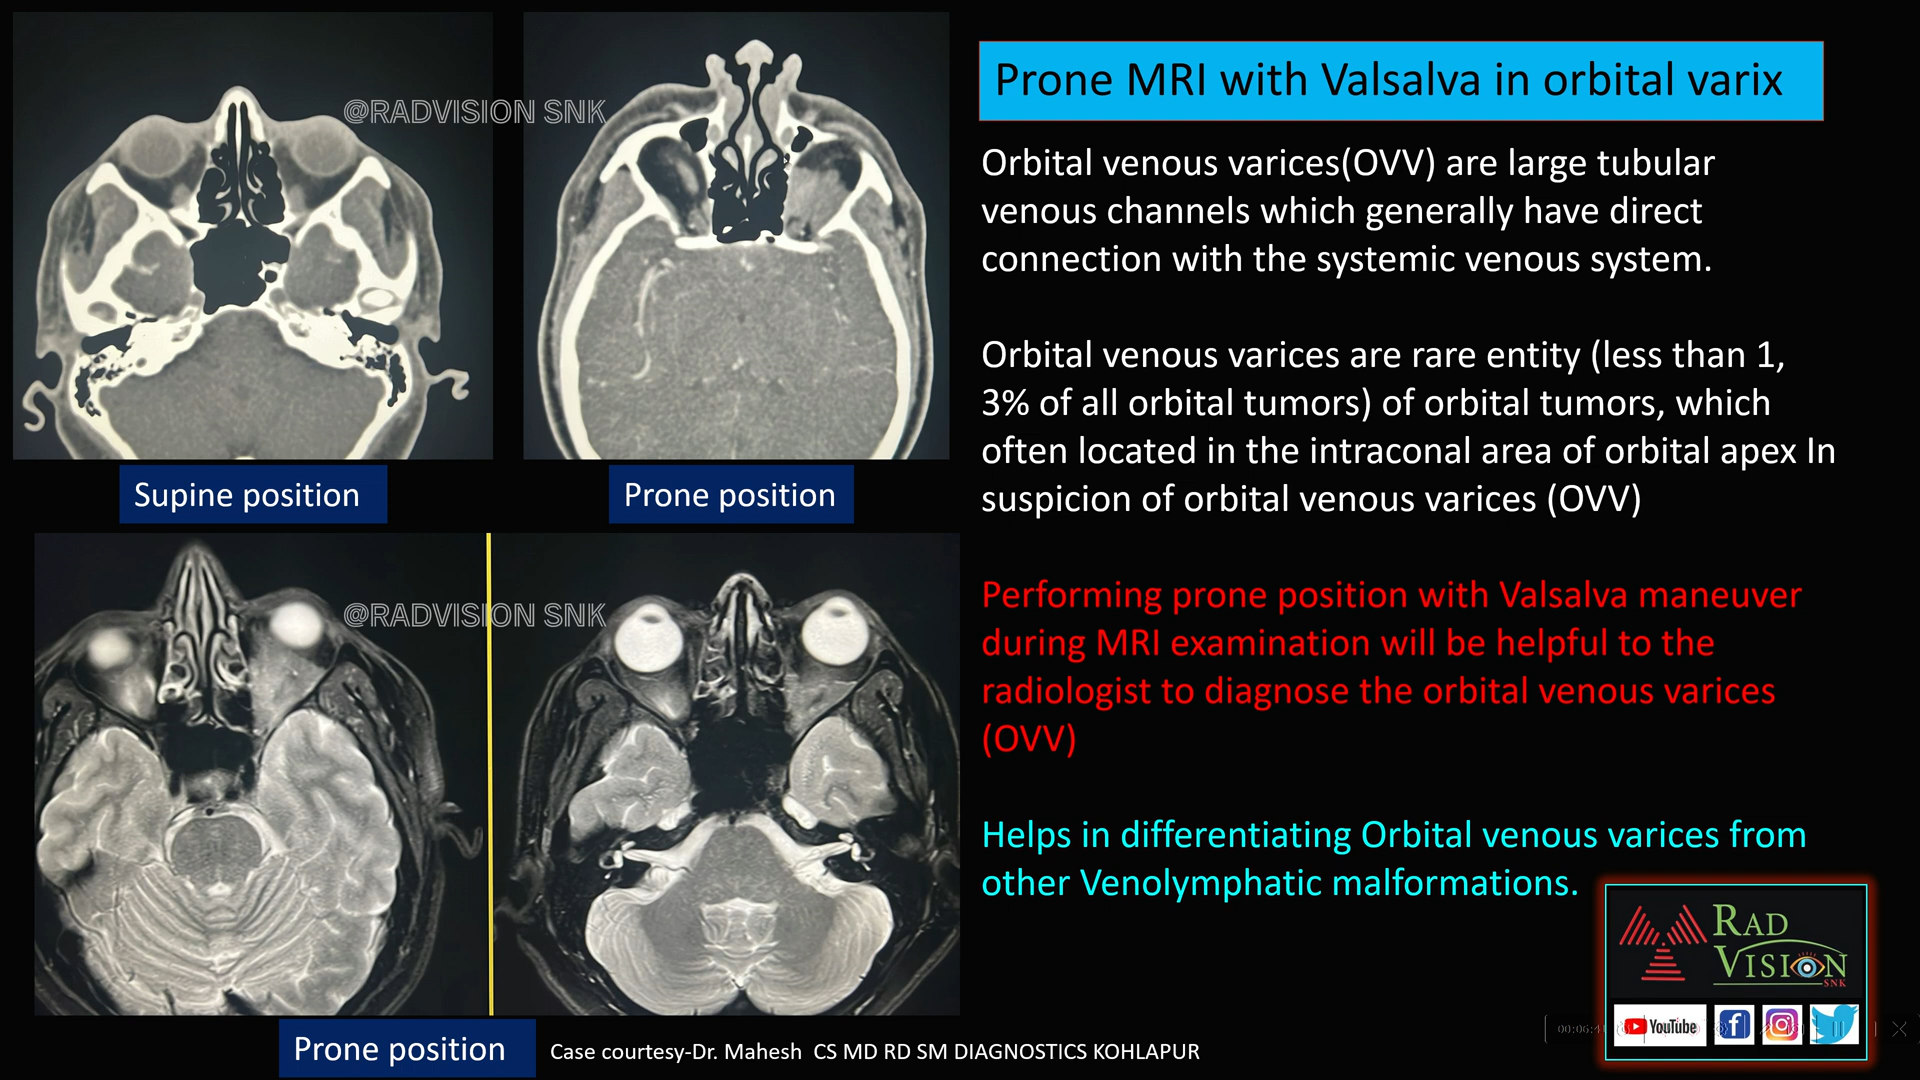 @RADVISION SNK
Supine position
Prone position
@RADVISION SNK
Prone position
Case courtesy-Dr. Mahesh  CS MD RD SM DIAGNOSTICS KOHLAPUR
Prone MRI with Valsalva in orbital varix
Orbital venous varices(OVV) are large tubular
venous channels which generally have direct
connection with the systemic venous system.
Orbital venous varices are rare entity (less than 1,
3% of all orbital tumors) of orbital tumors, which
often located in the intraconal area of orbital apex In
suspicion of orbital venous varices (OVV)
Performing prone position with Valsalva maneuver
during MRI examination will be helpful to the
radiologist to diagnose the orbital venous varices
(OVV)
Helps in differentiating Orbital venous varices from
other Venolymphatic malformations.
RAD
VISION
SNK
YouTube